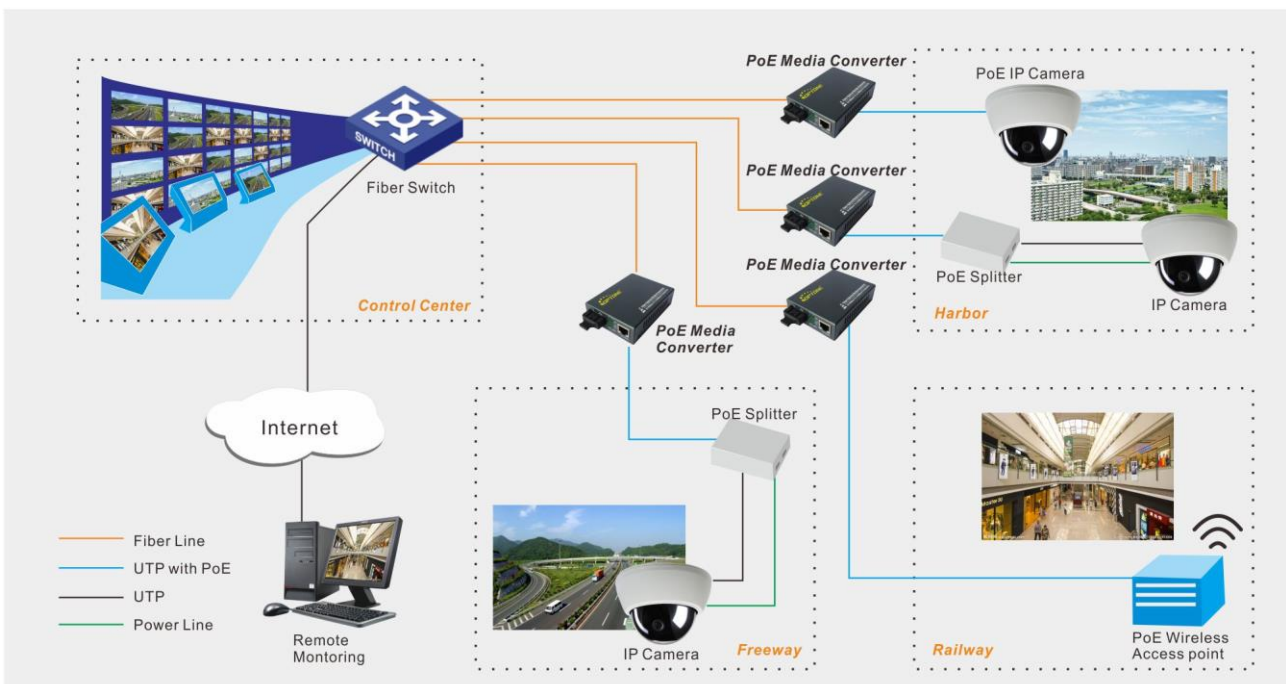 PoE Media Converter
PoE IP Camera
SWITCH
Fiber Switch
PoE Media Converter
PoE Media Converter
PoE Splitter
IP Camera
Control Center
Harbor
PoE Media
Converter
PoE Splitter
Internet
Fiber Line
UTP with PoE
UTP
Power Line
Remote
Montoring
IP Camera
Freeway
Railway
PoE Wireless
Access point